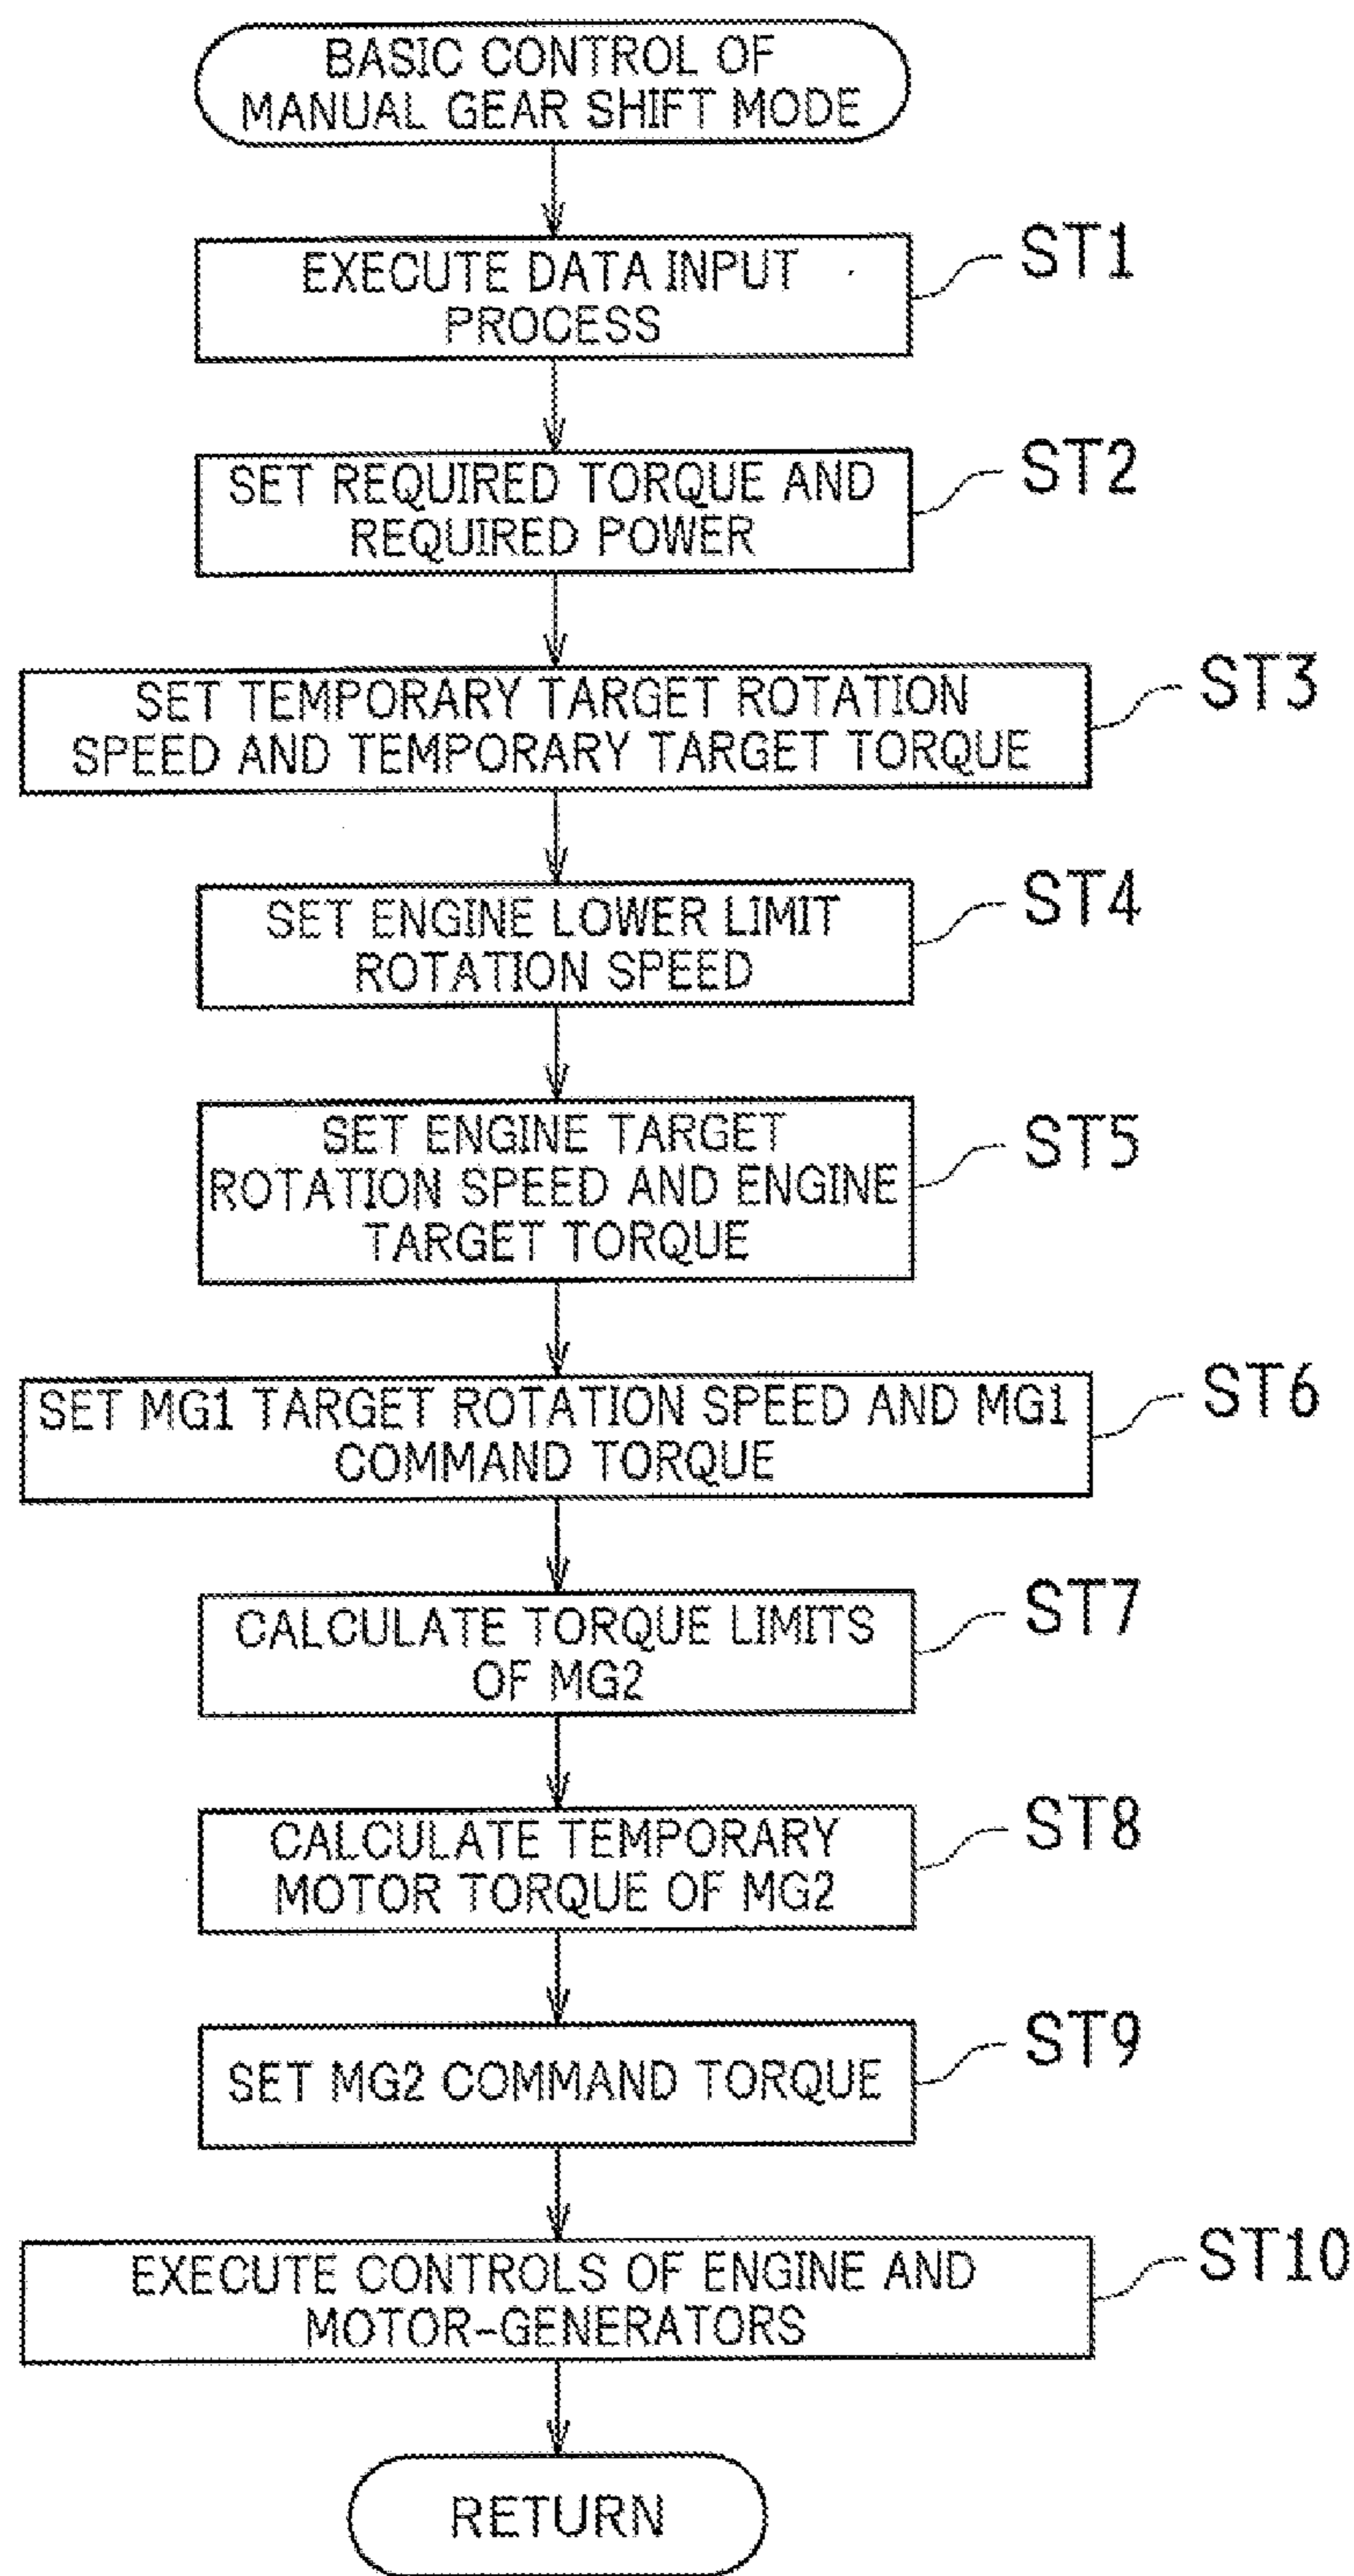 BASIC CONTROL OF
MANUAL GEAR SHIFT MODE
EXECUTE DATA INPUT
PROCESS
ST1
SET REQUIRED TORQUE AND
REQUIRED POWER
ST2
SET TEMPORARY TARGET ROTATION
SPEED AND TEMPORARY TARGET TORQUE
ST3
SET ENGINE LOWER LIMIT
ROTATION SPEED
ST4
SET ENGINE TARGET
ROTATION SPEED AND ENGINE
TARGET TORQUE
ST5
SET MG1 TARGET ROTATION SPEED AND MG1
COMMAND TORQUE
ST6
CALCULATE TORQUE LIMITS
OF MG2
ST7
CALCULATE TEMPORARY
MOTOR TORQUE OF MG2
ST8
SET MG2 COMMAND TORQUE
ST9
EXECUTE CONTROLS OF ENGINE AND
MOTOR-GENERATORS
ST10
RETURN